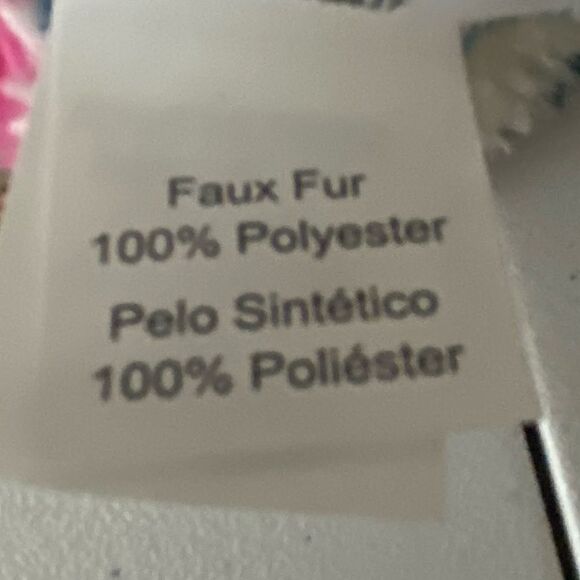 Faux Fur
100% Polyester
Pelo Sintético
100% Poliéster